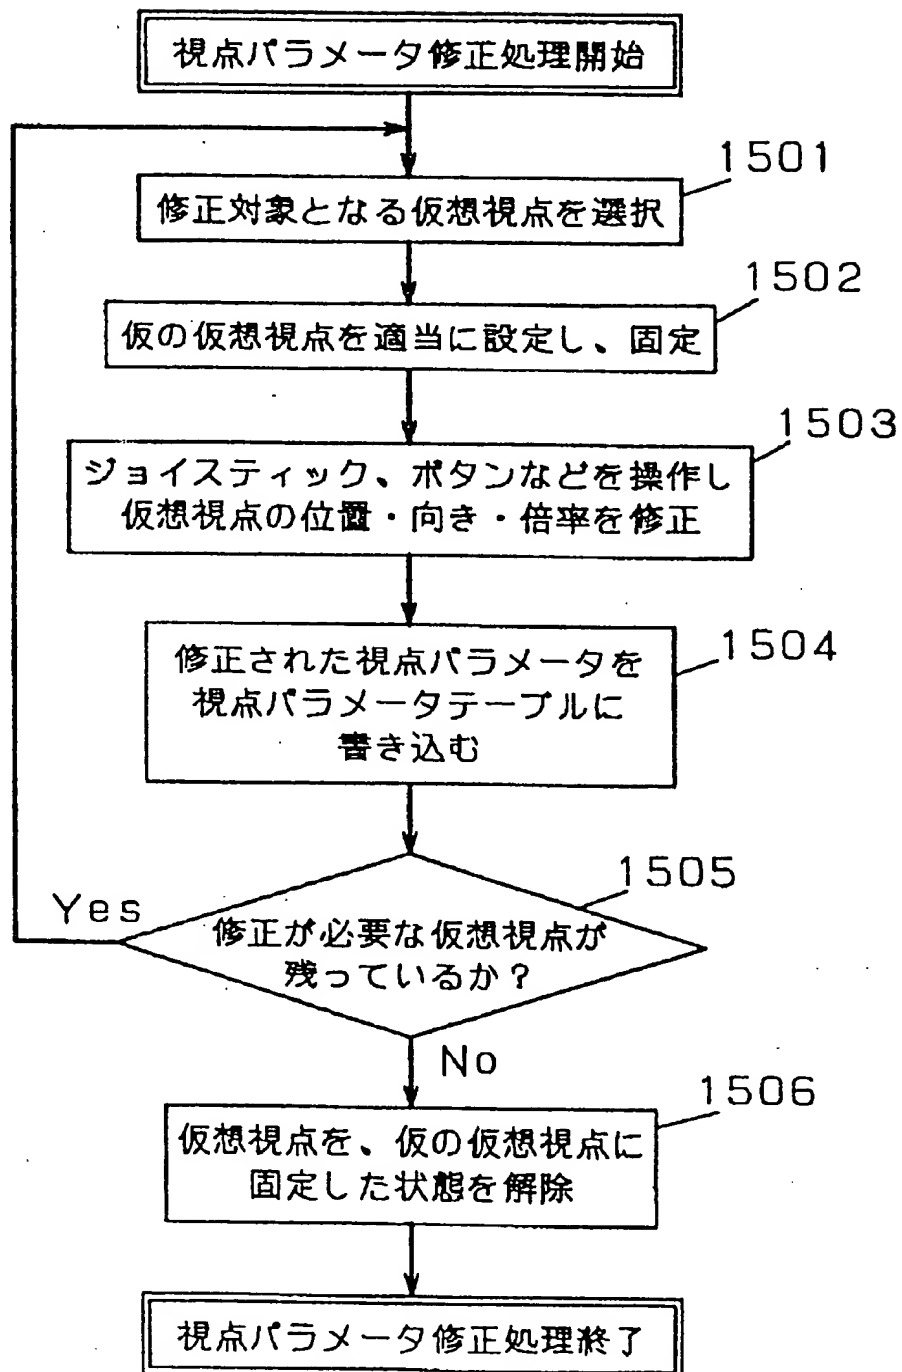 視点パラメータ修正処理開始
1501
修正対象となる仮想視点を選択
1502
仮の仮想視点を適当に設定し、固定
1503
ジョイスティック、ボタンなどを操作し
仮想視点の位置・向き・倍率を修正
1504
修正された視点パラメータを
視点パラメータテーブルに
書き込む
1505
Yes
修正が必要な仮想視点が
残っているか？
No
1506
仮想視点を、仮の仮想視点に
固定した状態を解除
視点パラメータ修正処理終了